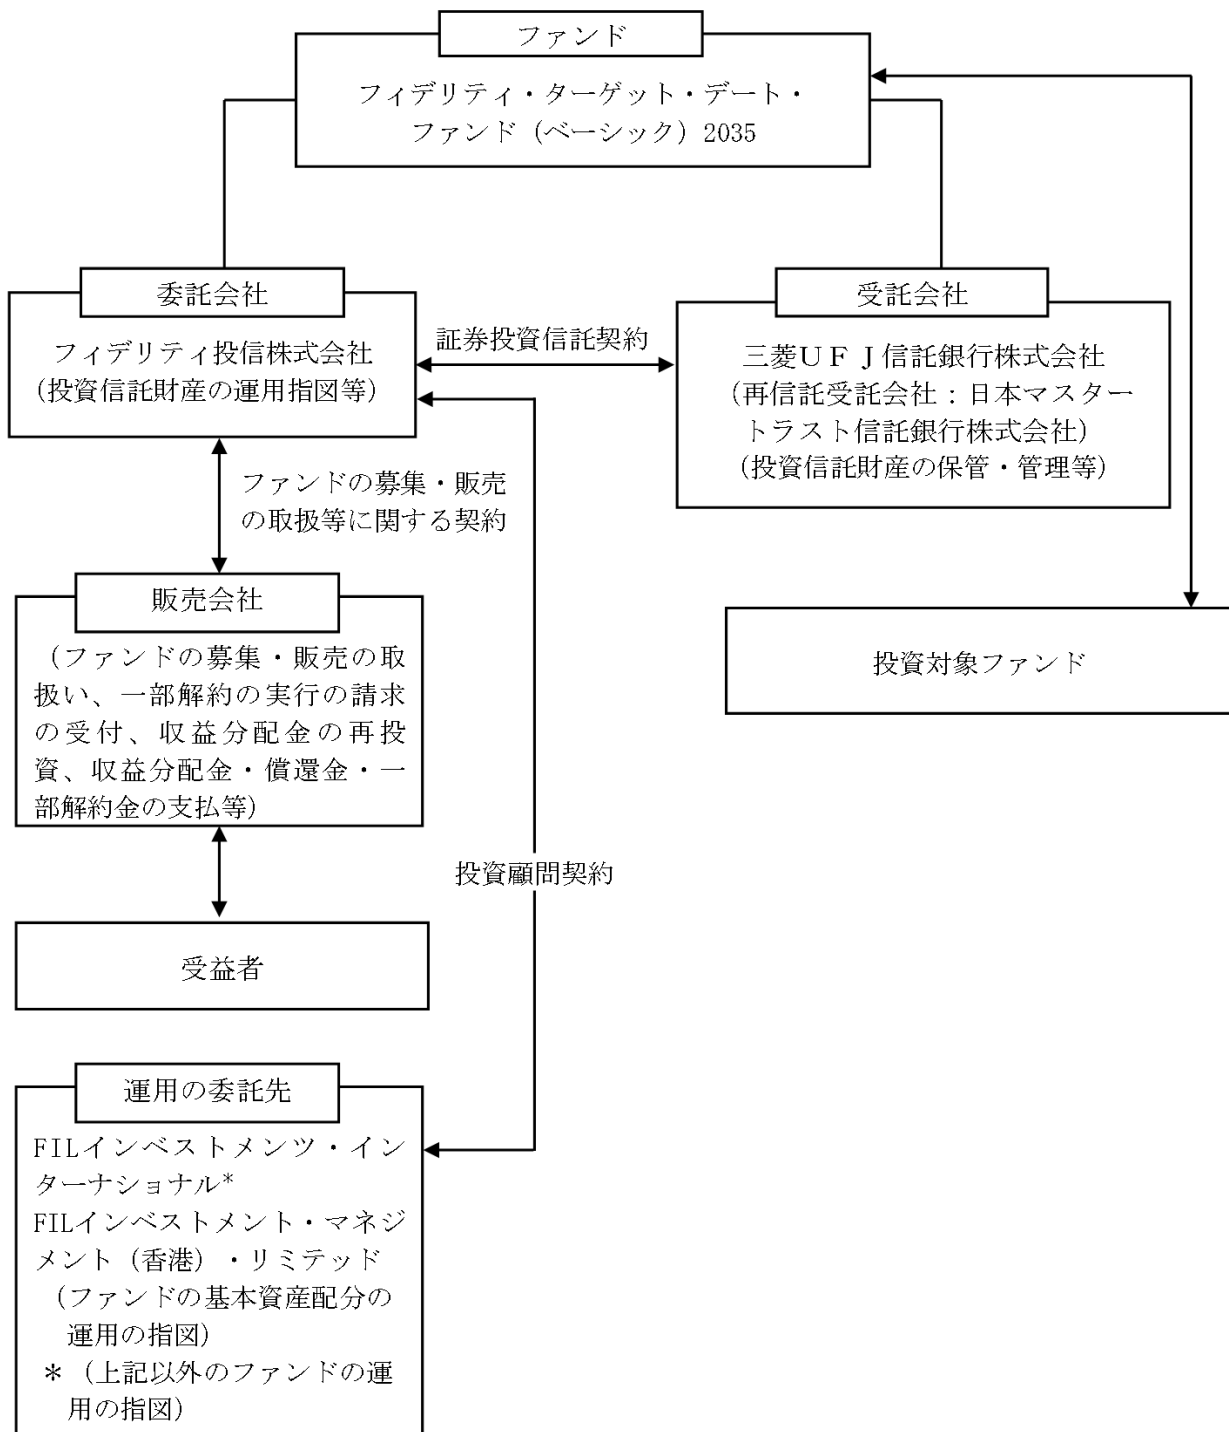 ファンド
フィデリティ・ターゲット・デート・
ファンド（ベーシック）2035
委託会社
フィデリティ投信株式会社
（投資信託財産の運用指図等）
証券投資信託契約
受託会社
三菱ＵＦＪ信託銀行株式会社
（再信託受託会社：日本マスター
トラスト信託銀行株式会社）
（投資信託財産の保管・管理等）
ファンドの募集・販売
の取扱等に関する契約
販売会社
（ファンドの募集・販売の取
扱い、一部解約の実行の請求
の受付、収益分配金の再投
資、収益分配金・償還金・一
部解約金の支払等）
投資対象ファンド
投資顧問契約
受益者
運用の委託先
FILインベストメンツ・イン
ターナショナル*
FILインベストメント・マネジ
メント（香港）・リミテッド
（ファンドの基本資産配分の
運用の指図）
＊（上記以外のファンドの運
用の指図）